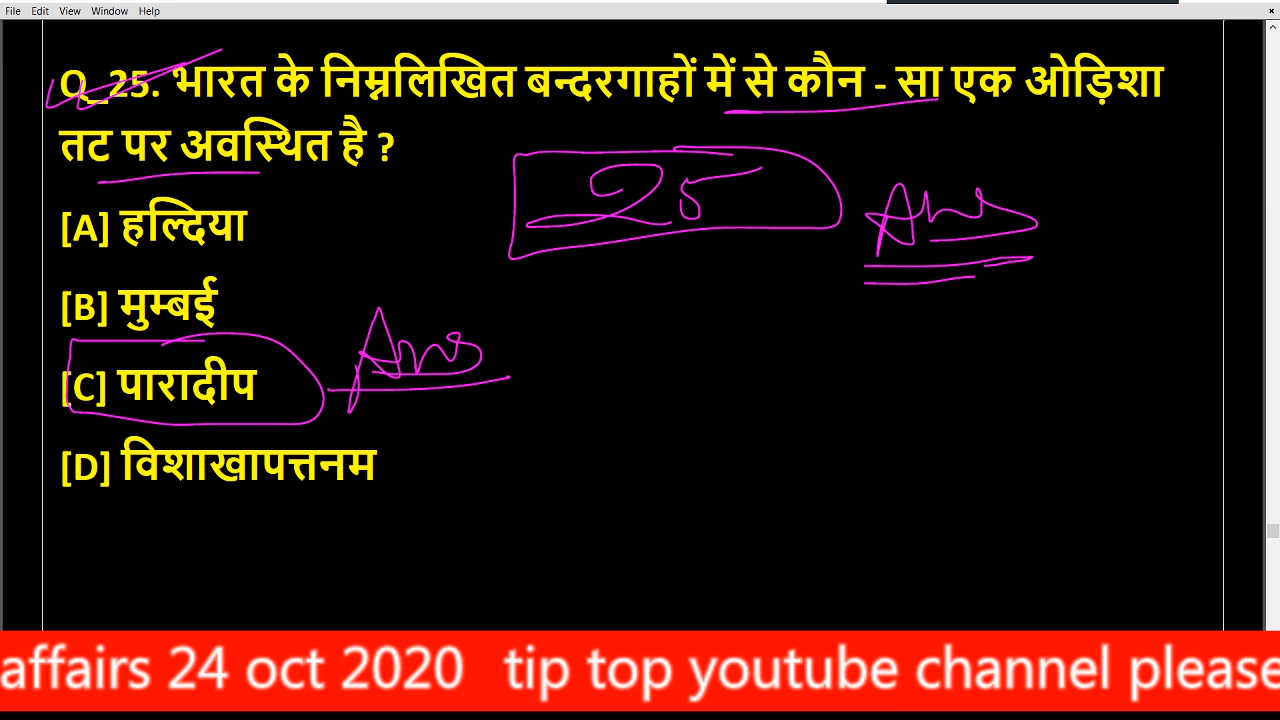 File Edit View Window Help
Q_25. भारत के निम्नलिखित बन्दरगाहों में से कौन - सा एक ओड़िशा
तट पर अवस्थित है ?
25
Ans
[A] हल्दिया
[B] मुम्बई
[C] पारादीप
Ans
[D] विशाखापत्तनम
affairs 24 oct 2020 tip top youtube channel please